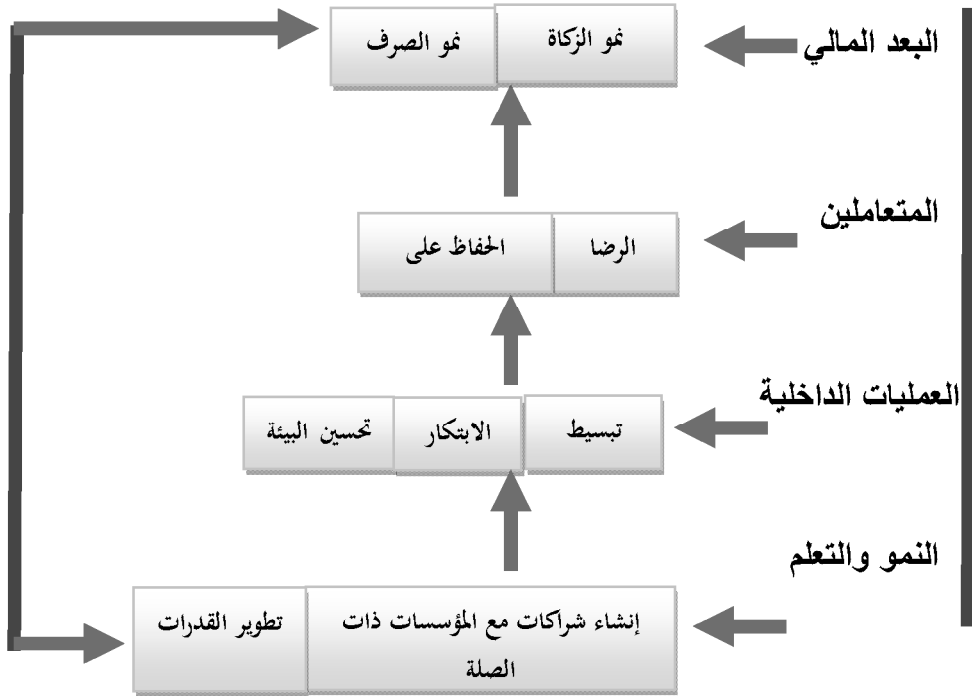 البعد المالي
نمو الزكاة
نمو الصرف
المتعاملين
الرضا
الحفاظ على
العمليات الداخلية
تبسيط
الابتكار
تحسين البيئة
النمو والتعلم
إنشاء شراكات مع المؤسسات ذات
الصلة
تطوير القدرات